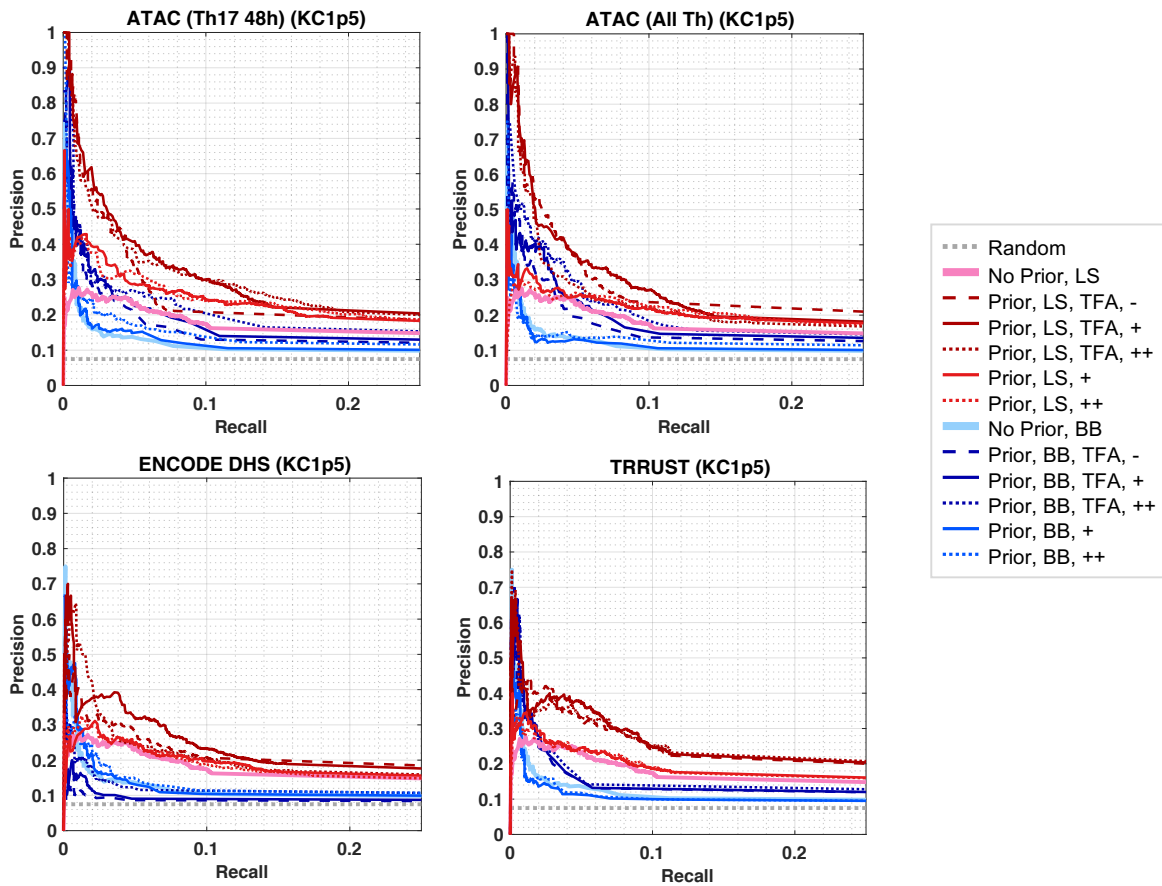 ATAC (Th17 48h) (KC1p5)
1
0.9
0.8
0.7
0.6
0.5
0.4
0.3
0.2
0.1
0
Precision
0
0.1
0.2
Recall
ATAC (All Th) (KC1p5)
1
0.9
0.8
0.7
0.6
0.5
0.4
0.3
0.2
0.1
0
Precision
0
0.1
0.2
Recall
ENCODE DHS (KC1p5)
1
0.9
0.8
0.7
0.6
0.5
0.4
0.3
0.2
0.1
0
Precision
0
0.1
0.2
Recall
TRRUST (KC1p5)
1
0.9
0.8
0.7
0.6
0.5
0.4
0.3
0.2
0.1
0
Precision
0
0.1
0.2
Recall
Random
No Prior, LS
Prior, LS, TFA, -
Prior, LS, TFA, +
Prior, LS, TFA, ++
Prior, LS, +
Prior, LS, ++
No Prior, BB
Prior, BB, TFA, -
Prior, BB, TFA, +
Prior, BB, TFA, ++
Prior, BB, +
Prior, BB, ++